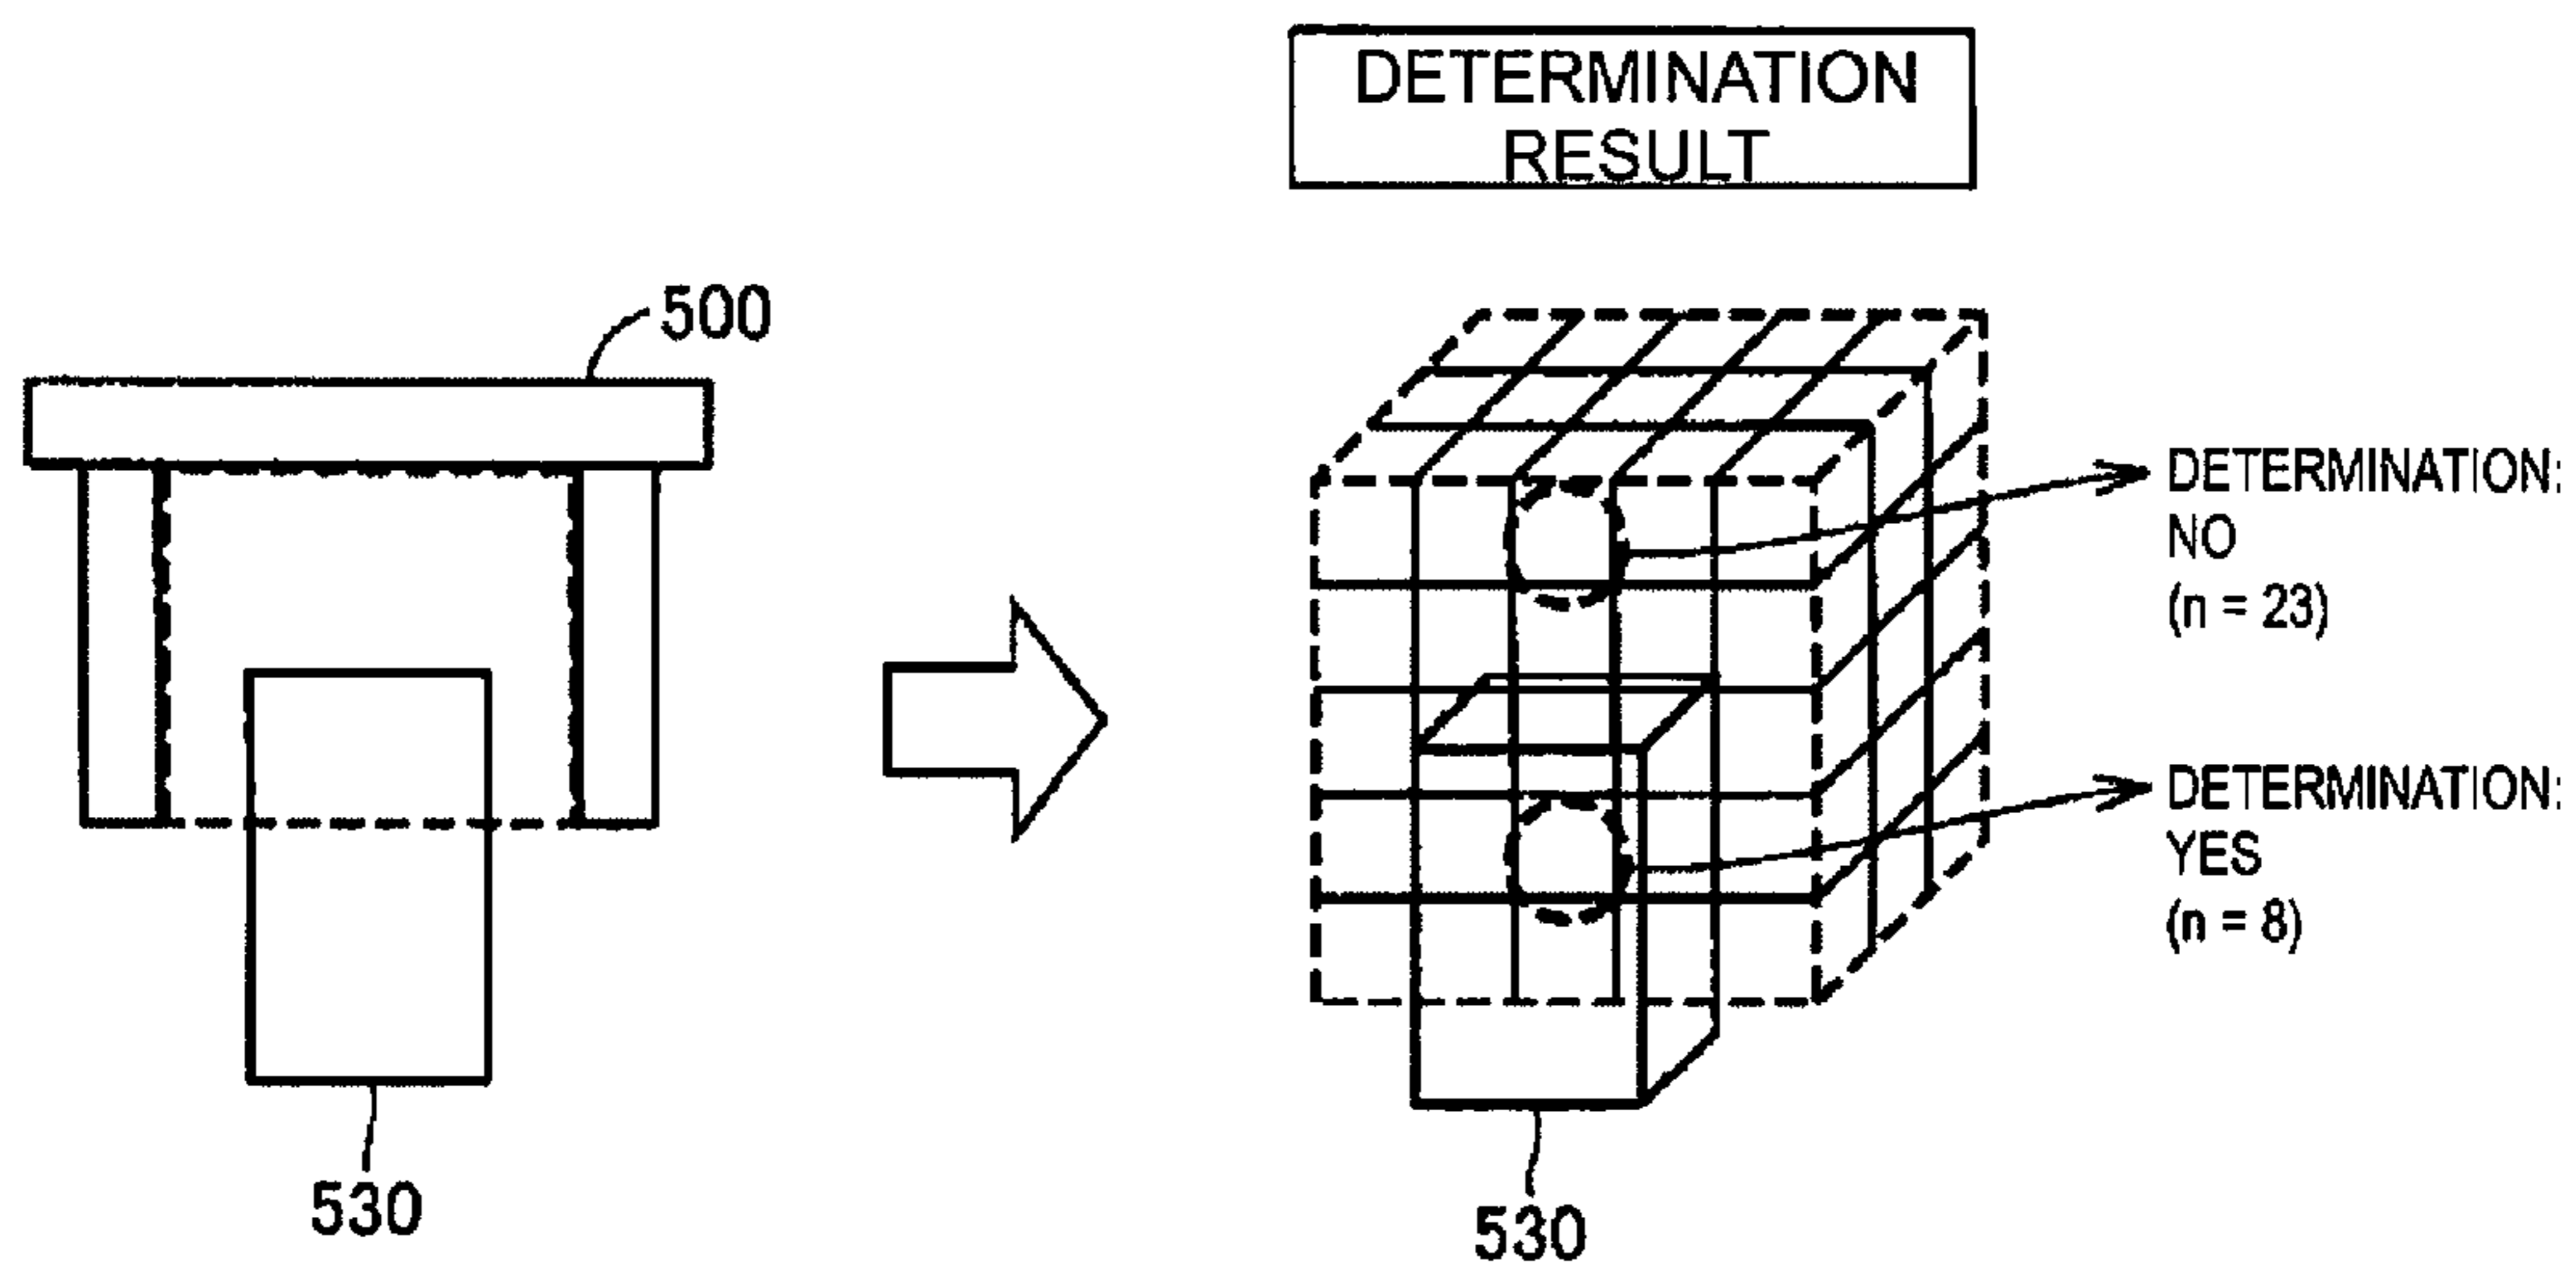 DETERMINATION
RESULT
500
DETERMINATION:
NO
(n = 23)
DETERMINATION:
YES
(n = 8)
530
530